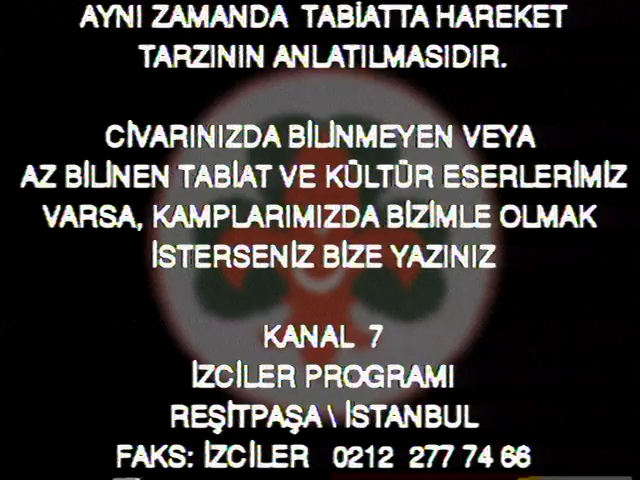 AYNI ZAMANDA TABİATTA HAREKET
TARZININ ANLATILMASIDIR.
CİVARINIZDA BİLİNMEYEN VEYA
AZ BİLİNEN TABİAT VE KÜLTÜR ESERLERİMİZ
VARSA, KAMPLARIMIZDA BİZİMLE OLMAK
İSTERSENİZ BİZE YAZINIZ
KANAL 7
İZCİLER PROGRAMI
REŞİTPAŞA \ İSTANBUL
FAKS: İZCİLER 0212 277 74 66